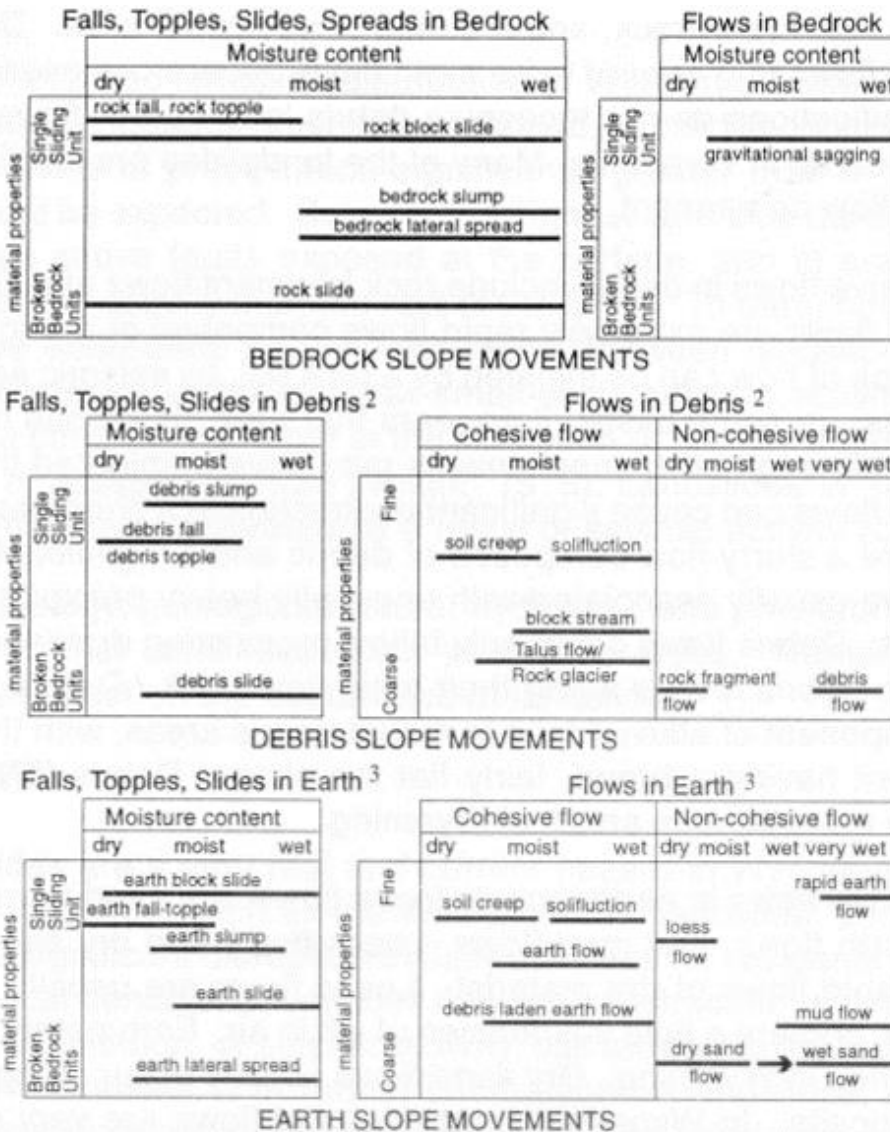 Falls, Topples, Slides, Spreads in Bedrock
Moisture content
dry moist wet
material properties
Single Sliding Unit
Broken Bedrock Units
rock fall, rock topple
rock block slide
bedrock slump
bedrock lateral spread
rock slide
Flows in Bedrock
Moisture content
dry moist wet
material properties
Single Sliding Unit
Broken Bedrock Units
gravitational sagging
BEDROCK SLOPE MOVEMENTS
Falls, Topples, Slides in Debris 2
Moisture content
dry moist wet
material properties
Single Sliding Unit
Broken Bedrock Units
debris slump
debris fall
debris topple
debris slide
Flows in Debris 2
Cohesive flow Non-cohesive flow
dry moist wet dry moist wet very wet
material properties
Fine
Coarse
soil creep solifluction
block stream
Talus flow/
Rock glacier
rock fragment
flow
debris
flow
DEBRIS SLOPE MOVEMENTS
Falls, Topples, Slides in Earth 3
Moisture content
dry moist wet
material properties
Single Sliding Unit
Broken Bedrock Units
earth block slide
earth fall-topple
earth slump
earth slide
earth lateral spread
Flows in Earth 3
Cohesive flow Non-cohesive flow
dry moist wet dry moist wet very wet
material properties
Fine
Coarse
rapid earth
flow
soil creep solifluction
loess
flow
earth flow
debris laden earth flow
mud flow
dry sand
flow
wet sand
flow
EARTH SLOPE MOVEMENTS